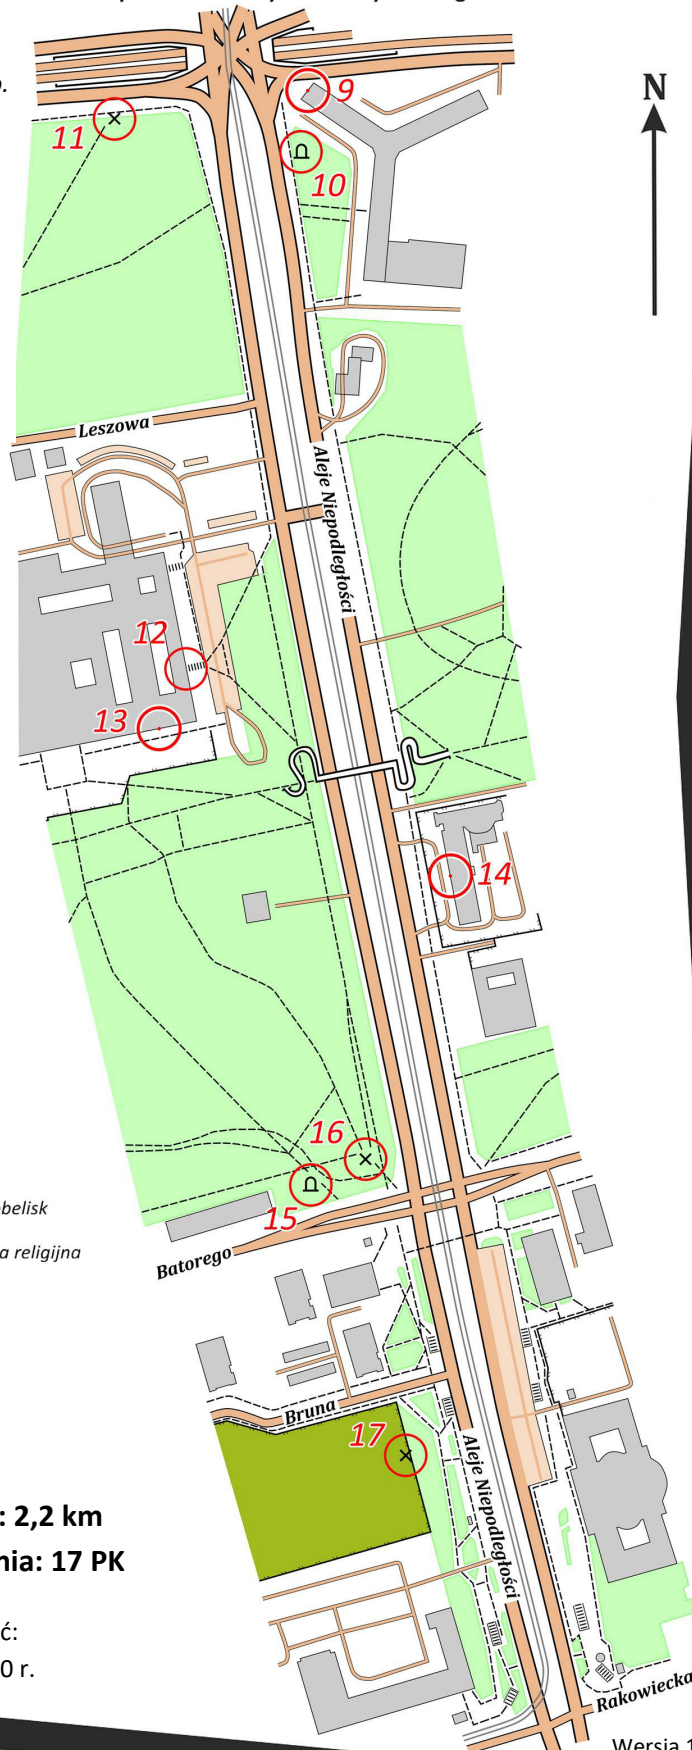 o.
N
9
11
10
Leszowa
Aleje Niepodległości
12
13
14
16
15
obelisk
a religijna
Batorego
Bruna
17
Aleje Niepodległości
: 2,2 km
nia: 17 PK
ć:
0 r.
Rakowiecka
Wersja 1